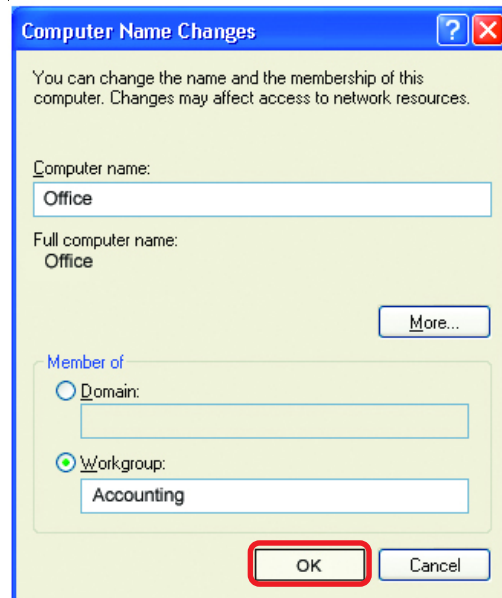 Computer Name Changes
You can change the name and the membership of this
computer. Changes may affect access to network resources.
Computer name:
Office
Full computer name:
Office
More...
Member of
Domain:
Workgroup:
Accounting
OK
Cancel